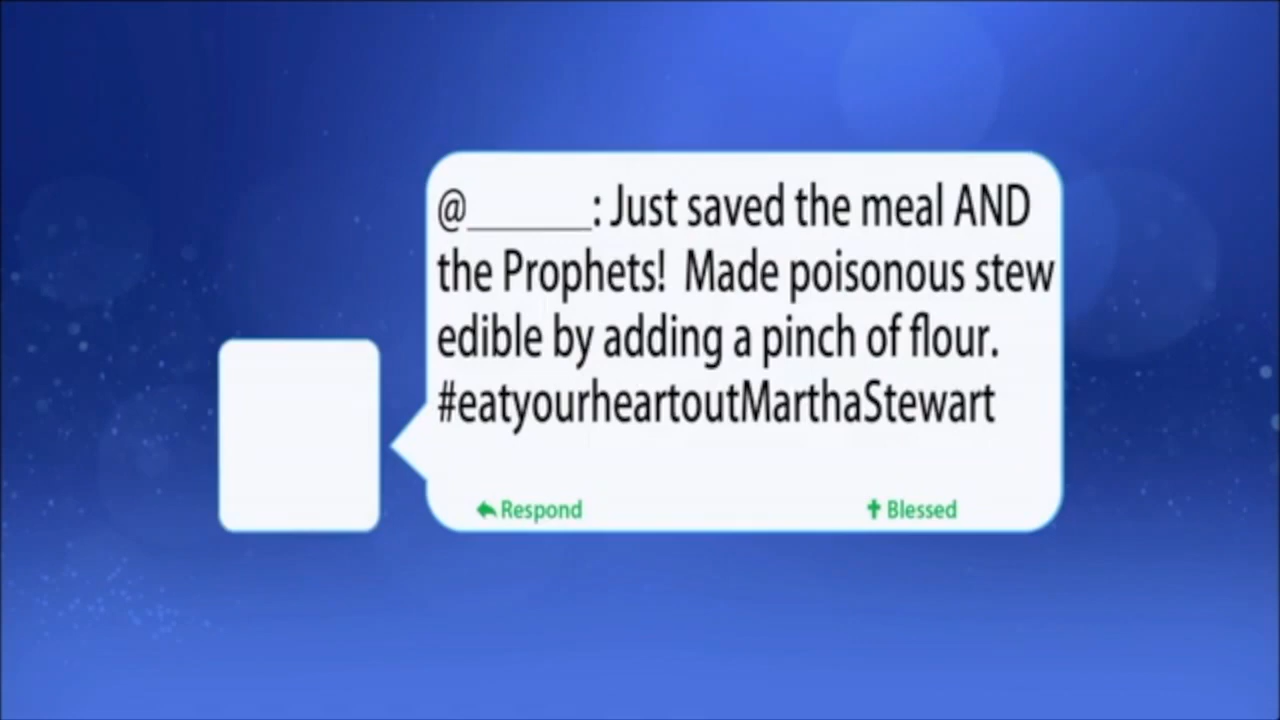 @______: Just saved the meal AND
the Prophets!  Made poisonous stew
edible by adding a pinch of flour.
#eatyourheartoutMarthaStewart
Respond
Blessed